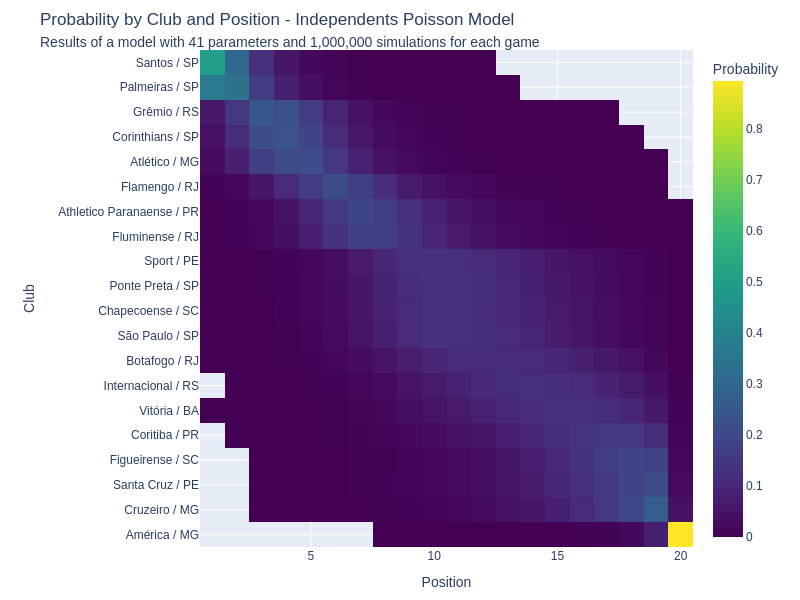 Probability by Club and Position - Independents Poisson Model
Results of a model with 41 parameters and 1,000,000 simulations for each game
Probability
Santos / SP
Palmeiras / SP
Grêmio / RS
Corinthians / SP
Atlético / MG
Flamengo / RJ
Athletico Paranaense / PR
Fluminense / RJ
Sport / PE
Ponte Preta / SP
Chapecoense / SC
São Paulo / SP
Botafogo / RJ
Internacional / RS
Vitória / BA
Coritiba / PR
Figueirense / SC
Santa Cruz / PE
Cruzeiro / MG
América / MG
Club
5
10
15
20
Position
0.8
0.7
0.6
0.5
0.4
0.3
0.2
0.1
0